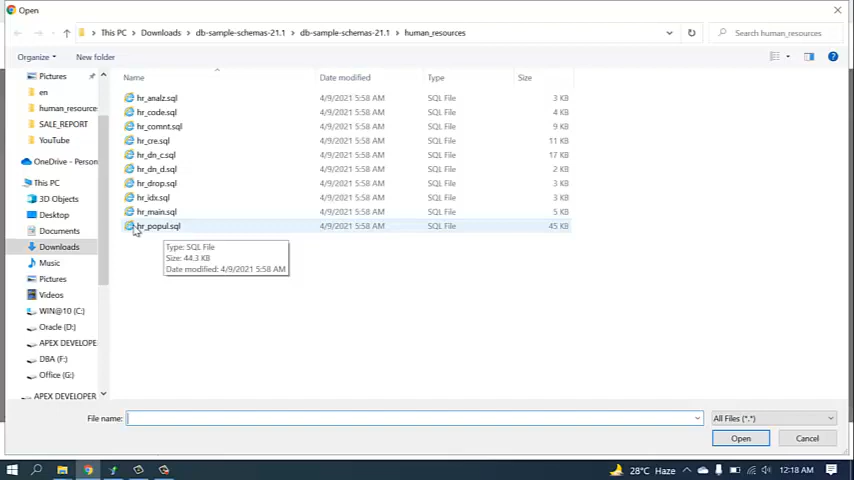 Open
This PC > Downloads > db-sample-schemas-21.1 > db-sample-schemas-21.1 > human_resources
Search human_resources
Organize
New folder
Name
Date modified
Type
Size
Pictures
en
human_resources
SALE_REPORT
YouTube
OneDrive - Person
This PC
3D Objects
Desktop
Documents
Downloads
Music
Pictures
Videos
WIN@10 (C:)
Oracle (D:)
APEX DEVELOPE
DBA (F:)
Office (G:)
APEX DEVELOPER
hr_analz.sql 4/9/2021 5:58 AM SQL File 3 KB
hr_code.sql 4/9/2021 5:58 AM SQL File 4 KB
hr_comnt.sql 4/9/2021 5:58 AM SQL File 9 KB
hr_cre.sql 4/9/2021 5:58 AM SQL File 11 KB
hr_dn_c.sql 4/9/2021 5:58 AM SQL File 17 KB
hr_dn_d.sql 4/9/2021 5:58 AM SQL File 2 KB
hr_drop.sql 4/9/2021 5:58 AM SQL File 3 KB
hr_idx.sql 4/9/2021 5:58 AM SQL File 3 KB
hr_main.sql 4/9/2021 5:58 AM SQL File 5 KB
hr_popul.sql 4/9/2021 5:58 AM SQL File 45 KB
Type: SQL File
Size: 44.3 KB
Date modified: 4/9/2021 5:58 AM
File name:
All Files (*.*)
Open
Cancel
28°C Haze
12:18 AM